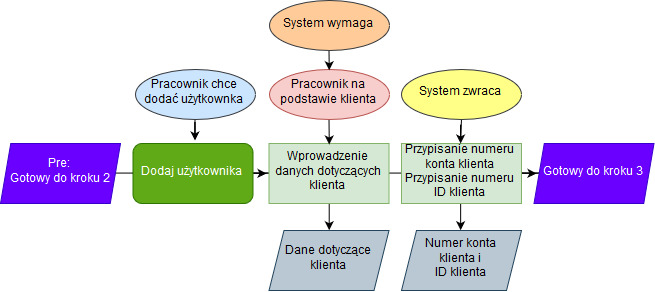 System wymaga
Pracownik chce
dodać użytkownka
Pracownik na
podstawie klienta
System zwraca
Pre:
Gotowy do kroku 2
Dodaj użytkownika
Wprowadzenie
danych dotyczących
klienta
Przypisanie numeru
konta klienta
Przypisanie numeru
ID klienta
Gotowy do kroku 3
Dane dotyczące
klienta
Numer konta
klienta i
ID klienta